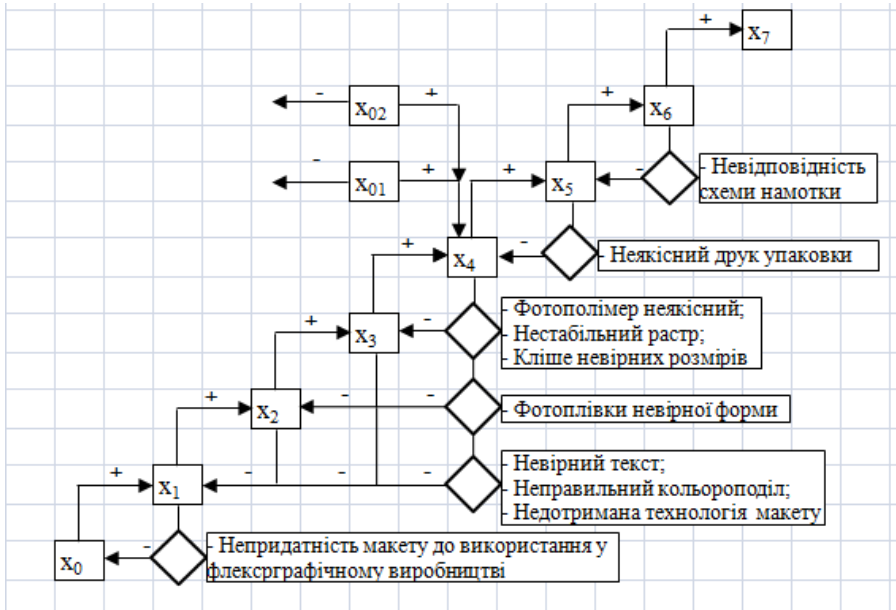 + x7
- x02 + + x6
- x01 + + x5 - - Невідповідність
схеми намотки
+ x4 - - Неякісний друк упаковки
+ x3 - - Фотополімер неякісний;
- Нестабільний растр;
- Кліше невірних розмірів
+ x2 - - - Фотоплівки невірної форми
+ x1 - - - - Невірний текст;
- Неправильний кольороподіл;
- Недотримана технологія макету
x0 - - Непридатність макету до використання у
флексрграфічному виробництві